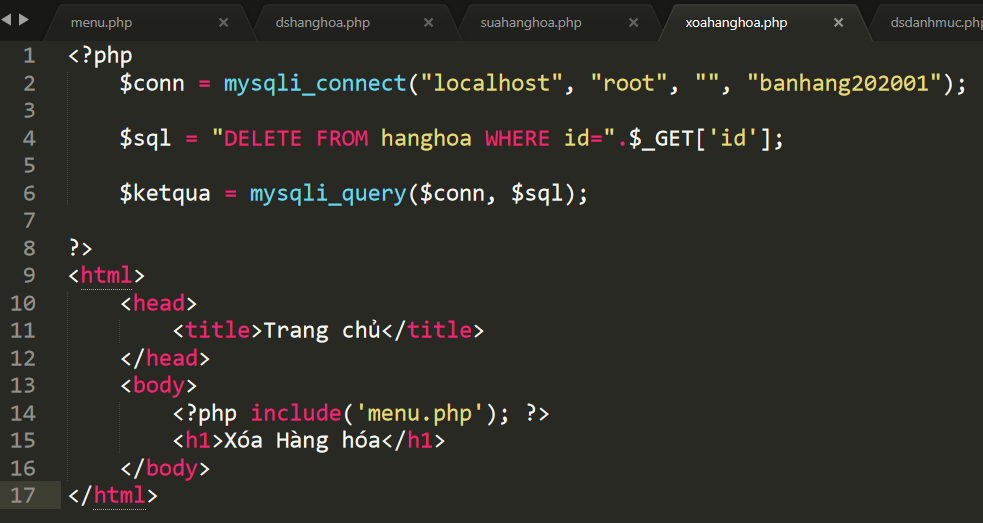 menu.php × dshanghoa.php × suahanghoa.php × xoahanghoa.php × dsdanhmuc.php
1 <?php
2 $conn = mysqli_connect("localhost", "root", "", "banhang202001");
3
4 $sql = "DELETE FROM hanghoa WHERE id=".$_GET['id'];
5
6 $ketqua = mysqli_query($conn, $sql);
7
8 ?>
9 <html>
10 <head>
11 <title>Trang chủ</title>
12 </head>
13 <body>
14 <?php include('menu.php'); ?>
15 <h1>Xóa Hàng hóa</h1>
16 </body>
17 </html>